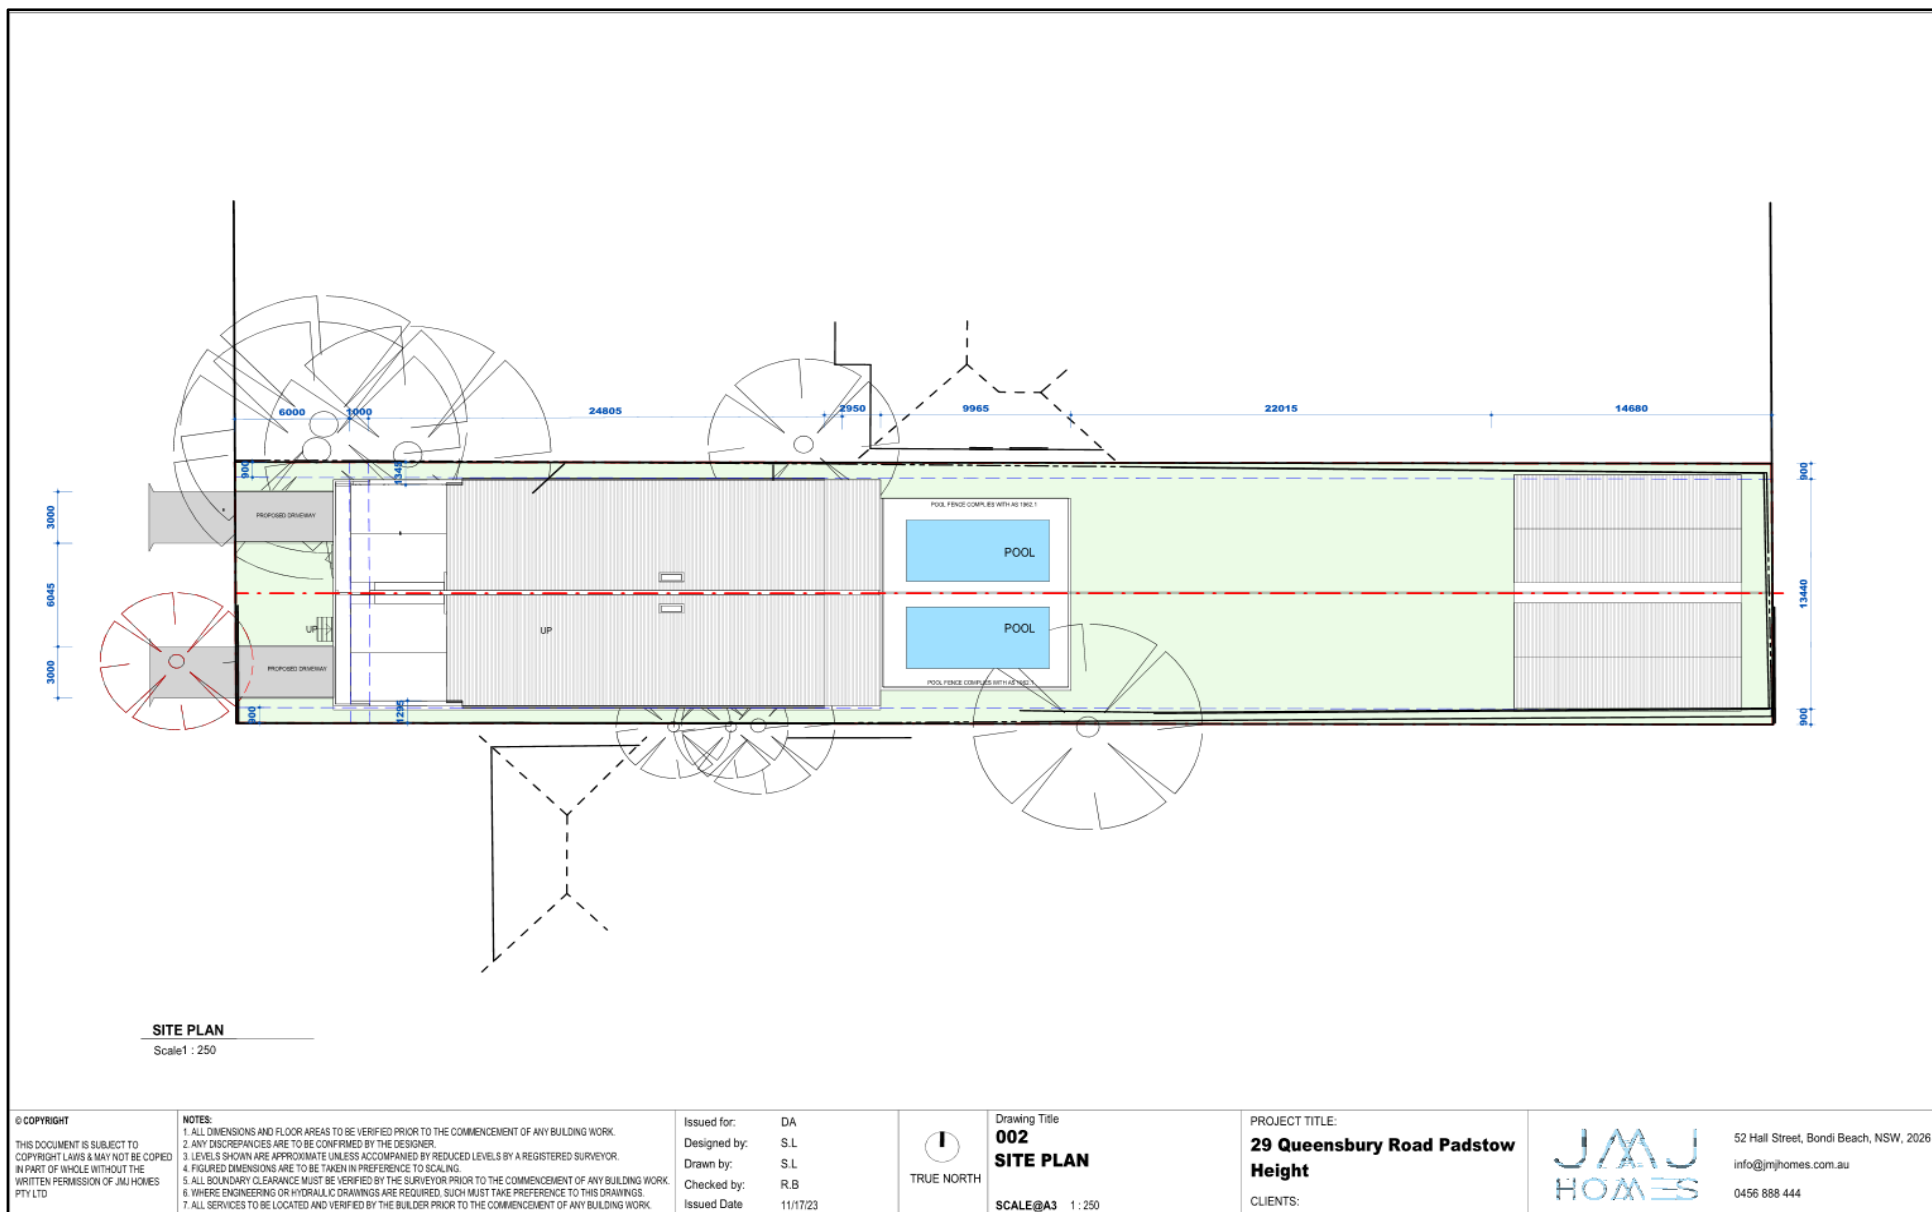 6000
1000
24805
2950
9965
22015
14680
900
1345
900
3000
PROPOSED DRIVEWAY
POOL FENCE COMPLIES WITH AS 1962.1
POOL
6045
13440
UP
UP
POOL
3000
PROPOSED DRIVEWAY
POOL FENCE COMPLIES WITH AS 1962.1
900
1295
900
SITE PLAN
Scale1 : 250
© COPYRIGHT
THIS DOCUMENT IS SUBJECT TO
COPYRIGHT LAWS & MAY NOT BE COPIED
IN PART OF WHOLE WITHOUT THE
WRITTEN PERMISSION OF JMJ HOMES
PTY LTD
NOTES:
1. ALL DIMENSIONS AND FLOOR AREAS TO BE VERIFIED PRIOR TO THE COMMENCEMENT OF ANY BUILDING WORK.
2. ANY DISCREPANCIES ARE TO BE CONFIRMED BY THE DESIGNER.
3. LEVELS SHOWN ARE APPROXIMATE UNLESS ACCOMPANIED BY REDUCED LEVELS BY A REGISTERED SURVEYOR.
4. FIGURED DIMENSIONS ARE TO BE TAKEN IN PREFERENCE TO SCALING.
5. ALL BOUNDARY CLEARANCE MUST BE VERIFIED BY THE SURVEYOR PRIOR TO THE COMMENCEMENT OF ANY BUILDING WORK.
6. WHERE ENGINEERING OR HYDRAULIC DRAWINGS ARE REQUIRED, SUCH MUST TAKE PREFERENCE TO THIS DRAWINGS.
7. ALL SERVICES TO BE LOCATED AND VERIFIED BY THE BUILDER PRIOR TO THE COMMENCEMENT OF ANY BUILDING WORK.
Issued for: DA
Designed by: S.L
Drawn by: S.L
Checked by: R.B
Issued Date 11/17/23
TRUE NORTH
Drawing Title
002
SITE PLAN
SCALE@A3 1 : 250
PROJECT TITLE:
29 Queensbury Road Padstow
Height
CLIENTS:
JMJ
HOMES
52 Hall Street, Bondi Beach, NSW, 2026
info@jmjhomes.com.au
0456 888 444